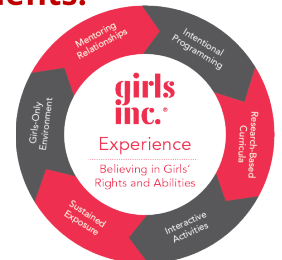 Mentoring
Relationships
Intentional
Programming
Research-Based
Curricula
Interactive
Activities
Sustained
Exposure
Girls-Only
Environment
girls
inc.®
Experience
Believing in Girls'
Rights and Abilities